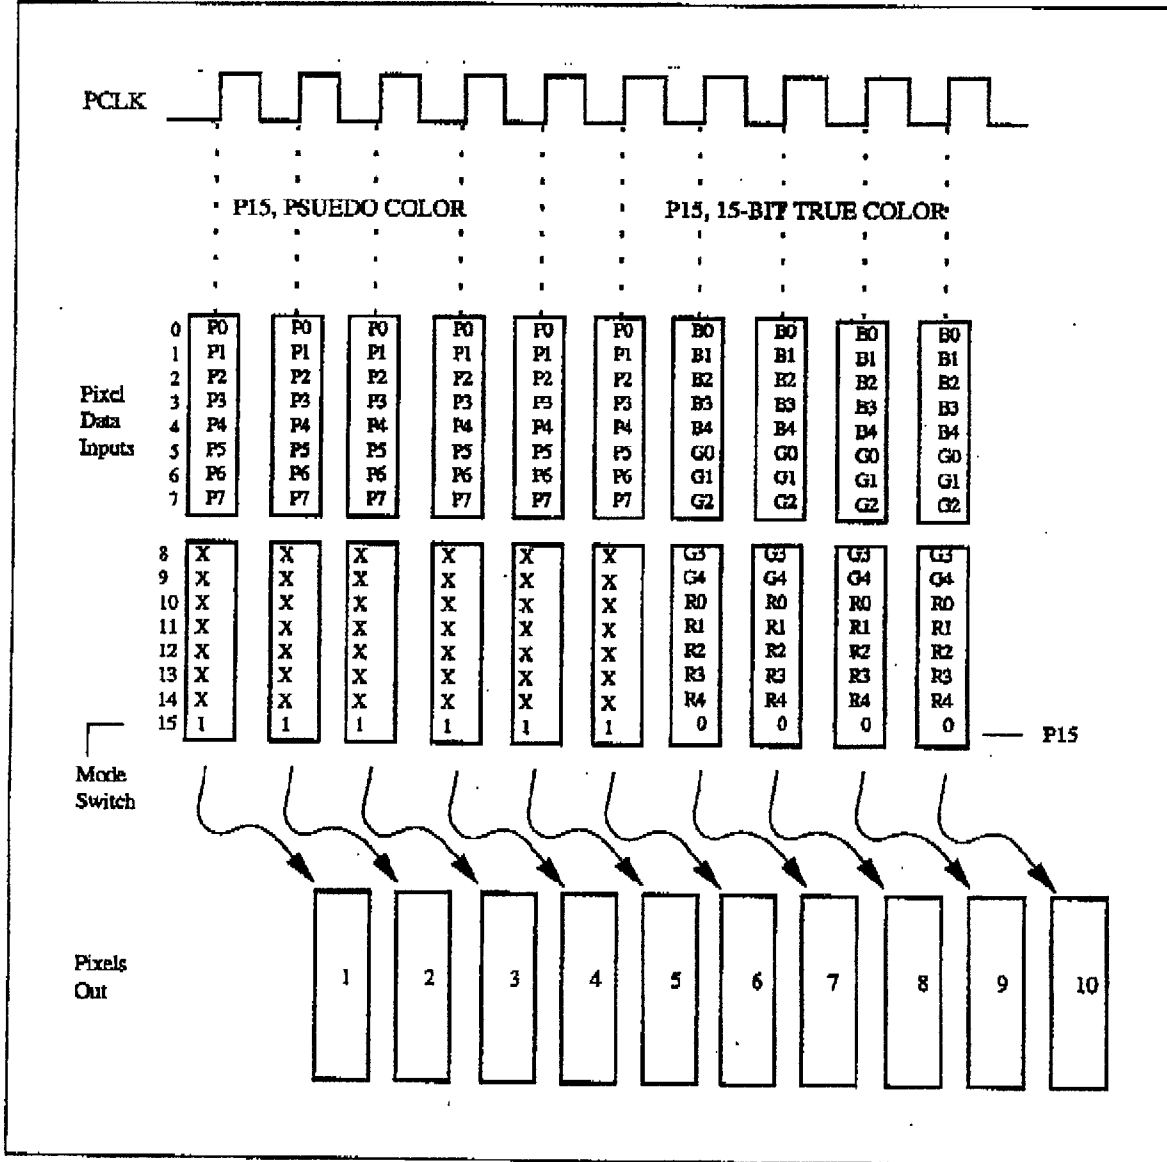 PCLK
P15, PSUEDO COLOR P15, 15-BIT TRUE COLOR
Pixel
Data
Inputs
0 P0 P0 P0 P0 P0 P0 B0 B0 B0 B0
1 P1 P1 P1 P1 P1 P1 B1 B1 B1 B1
2 P2 P2 P2 P2 P2 P2 B2 B2 B2 B2
3 P3 P3 P3 P3 P3 P3 B3 B3 B3 B3
4 P4 P4 P4 P4 P4 P4 B4 B4 B4 B4
5 P5 P5 P5 P5 P5 P5 G0 G0 G0 G0
6 P6 P6 P6 P6 P6 P6 G1 G1 G1 G1
7 P7 P7 P7 P7 P7 P7 G2 G2 G2 G2
8 X X X X X X G3 G3 G3 G3
9 X X X X X X G4 G4 G4 G4
10 X X X X X X R0 R0 R0 R0
11 X X X X X X R1 R1 R1 R1
12 X X X X X X R2 R2 R2 R2
13 X X X X X X R3 R3 R3 R3
14 X X X X X X R4 R4 R4 R4
15 1 1 1 1 1 1 0 0 0 0 P15
Mode
Switch
Pixels
Out
1 2 3 4 5 6 7 8 9 10